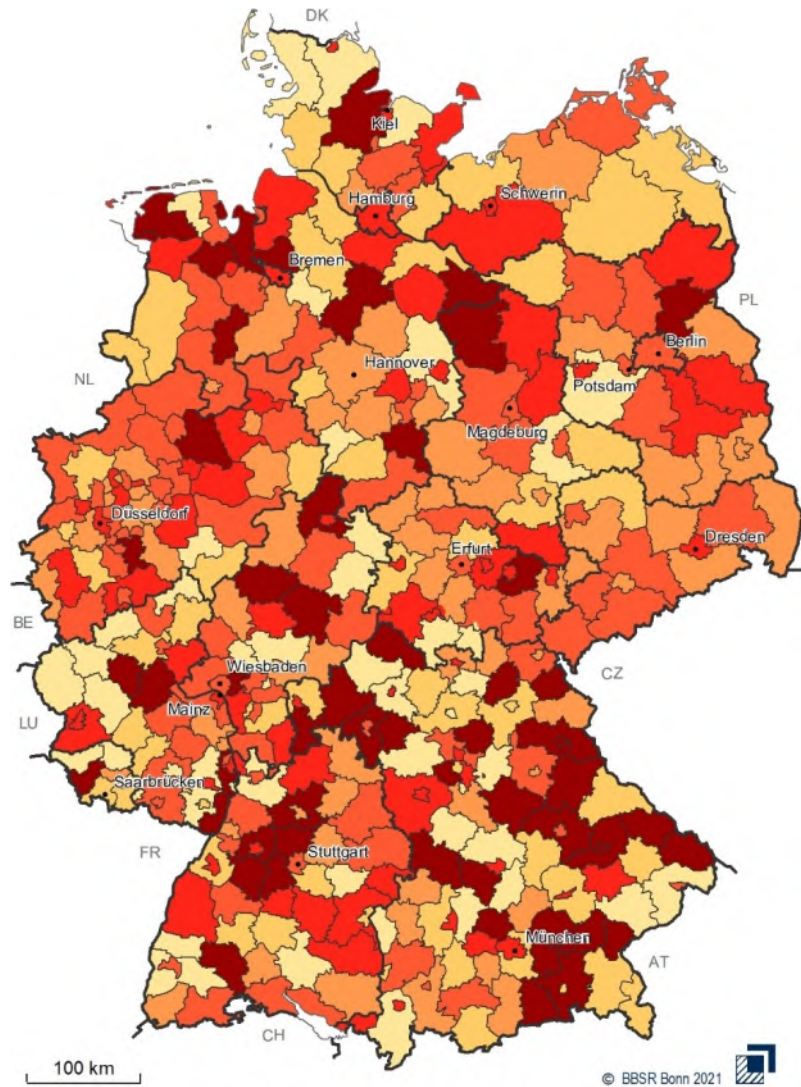 DK
Kiel
Hamburg
Schwerin
Bremen
PL
Berlin
Hannover
Potsdam
NL
Magdeburg
Düsseldorf
Dresden
Erfurt
BE
Wiesbaden
CZ
Mainz
LU
Saarbrücken
FR
Stuttgart
München
AT
CH
100 km
© BBSR Bonn 2021